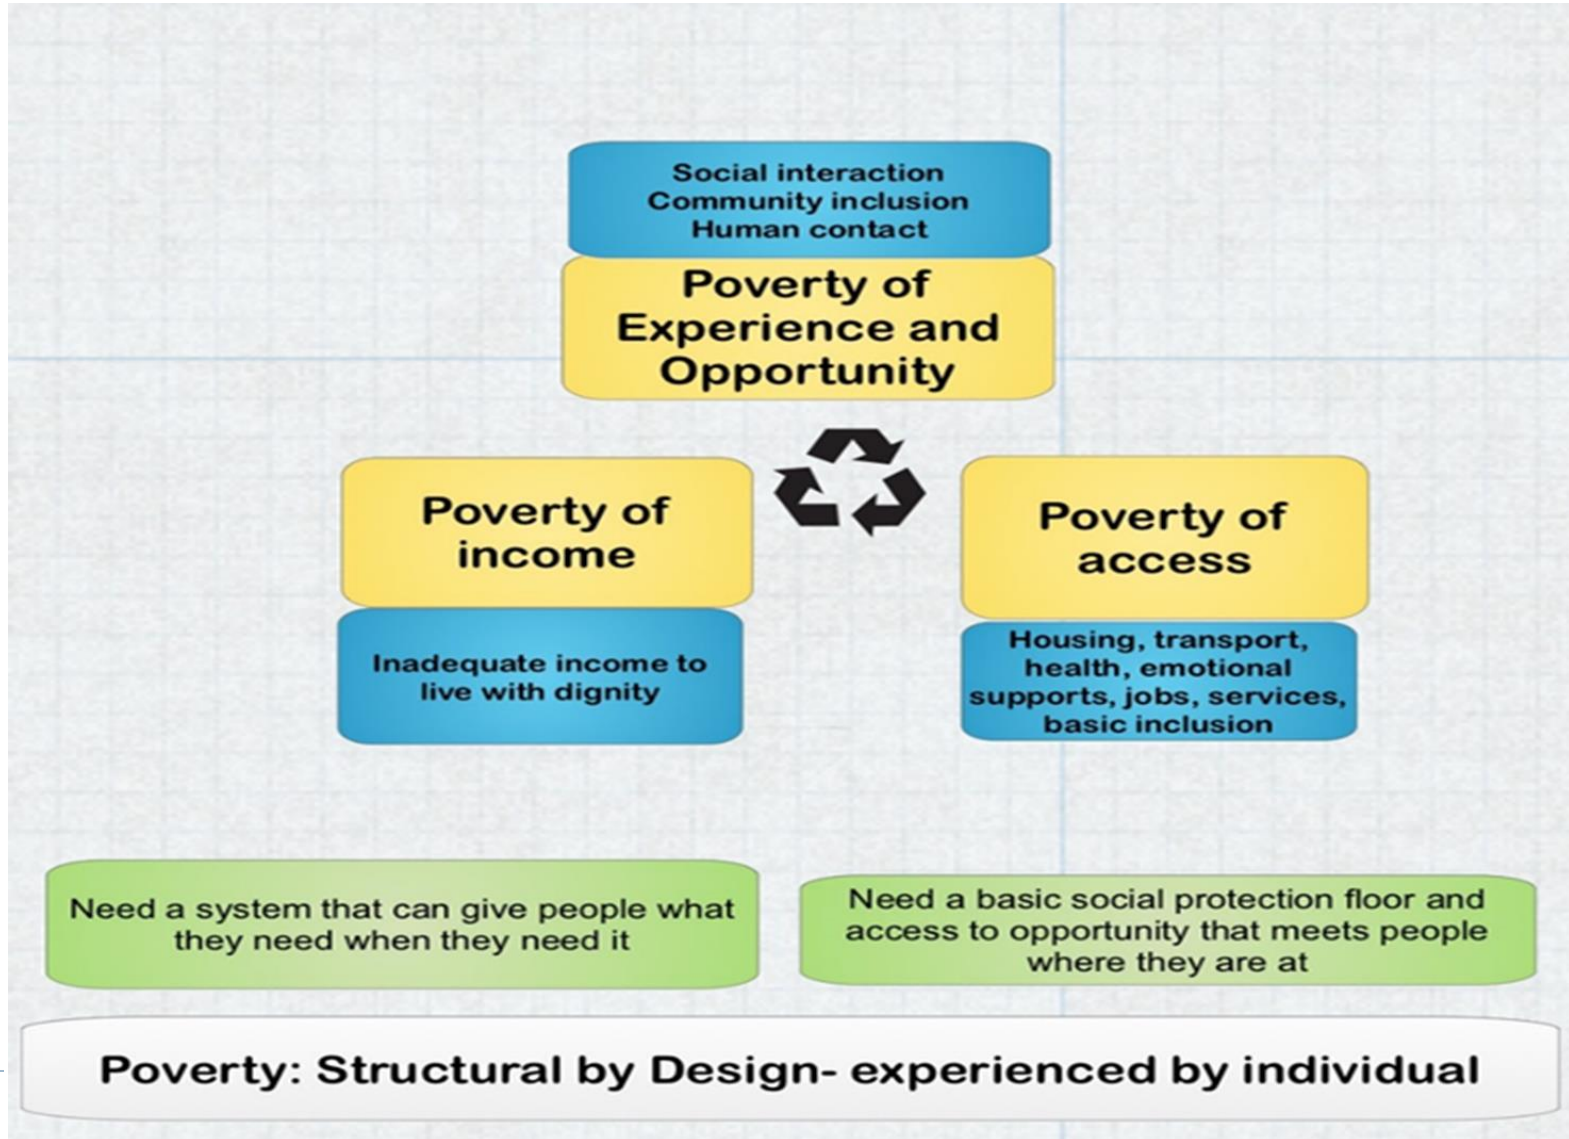 Social interaction
Community inclusion
Human contact
Poverty of
Experience and
Opportunity
Poverty of
income
Inadequate income to
live with dignity
Poverty of
access
Housing, transport,
health, emotional
supports, jobs, services,
basic inclusion
Need a system that can give people what
they need when they need it
Need a basic social protection floor and
access to opportunity that meets people
where they are at
Poverty: Structural by Design- experienced by individual